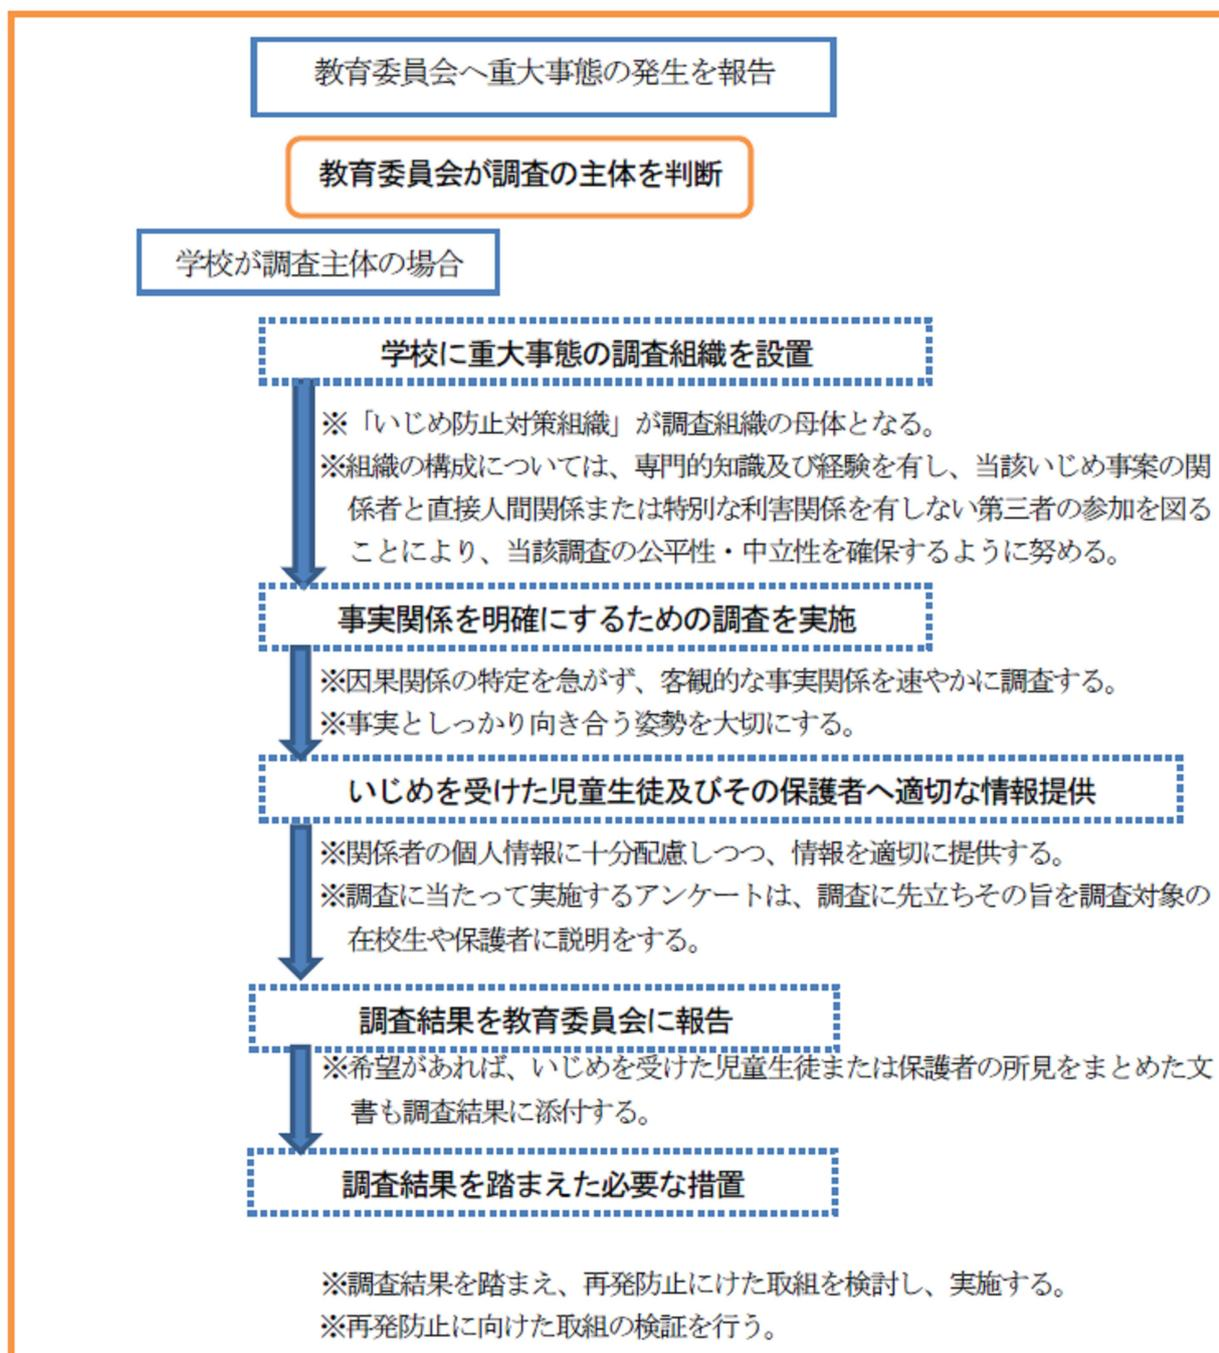 教育委員会へ重大事態の発生を報告
教育委員会が調査の主体を判断
学校が調査主体の場合
学校に重大事態の調査組織を設置
※「いじめ防止対策組織」が調査組織の母体となる。
※組織の構成については、専門的知識及び経験を有し、当該いじめ事案の関
係者と直接人間関係または特別な利害関係を有しない第三者の参加を図る
ことにより、当該調査の公平性・中立性を確保するように努める。
事実関係を明確にするための調査を実施
※因果関係の特定を急がず、客観的な事実関係を速やかに調査する。
※事実としっかり向き合う姿勢を大切にする。
いじめを受けた児童生徒及びその保護者へ適切な情報提供
※関係者の個人情報に十分配慮しつつ、情報を適切に提供する。
※調査に当たって実施するアンケートは、調査に先立ちその旨を調査対象の
在校生や保護者に説明をする。
調査結果を教育委員会に報告
※希望があれば、いじめを受けた児童生徒または保護者の所見をまとめた文
書も調査結果に添付する。
調査結果を踏まえた必要な措置
※調査結果を踏まえ、再発防止にけた取組を検討し、実施する。
※再発防止に向けた取組の検証を行う。